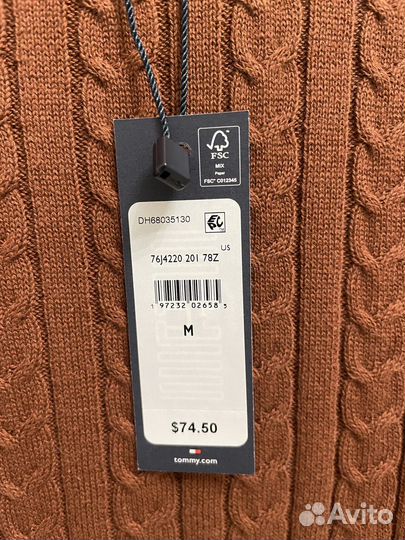 FSC
MIX
Paper
FSC® C012345
DH68035130
EAC
US
76J4220 201 78Z
1 97232 02658 5
M
$74.50
tommy.com
Avito